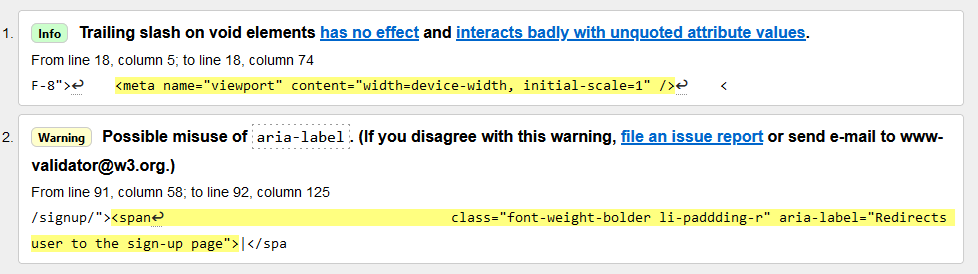 1. Info Trailing slash on void elements has no effect and interacts badly with unquoted attribute values.
From line 18, column 5; to line 18, column 74
F-8">↩    <meta name="viewport" content="width=device-width, initial-scale=1" />↩    <
2. Warning Possible misuse of aria-label. (If you disagree with this warning, file an issue report or send e-mail to www-
validator@w3.org.)
From line 91, column 58; to line 92, column 125
/signup/"><span↩                                      class="font-weight-bolder li-paddding-r" aria-label="Redirects
user to the sign-up page">|</spa